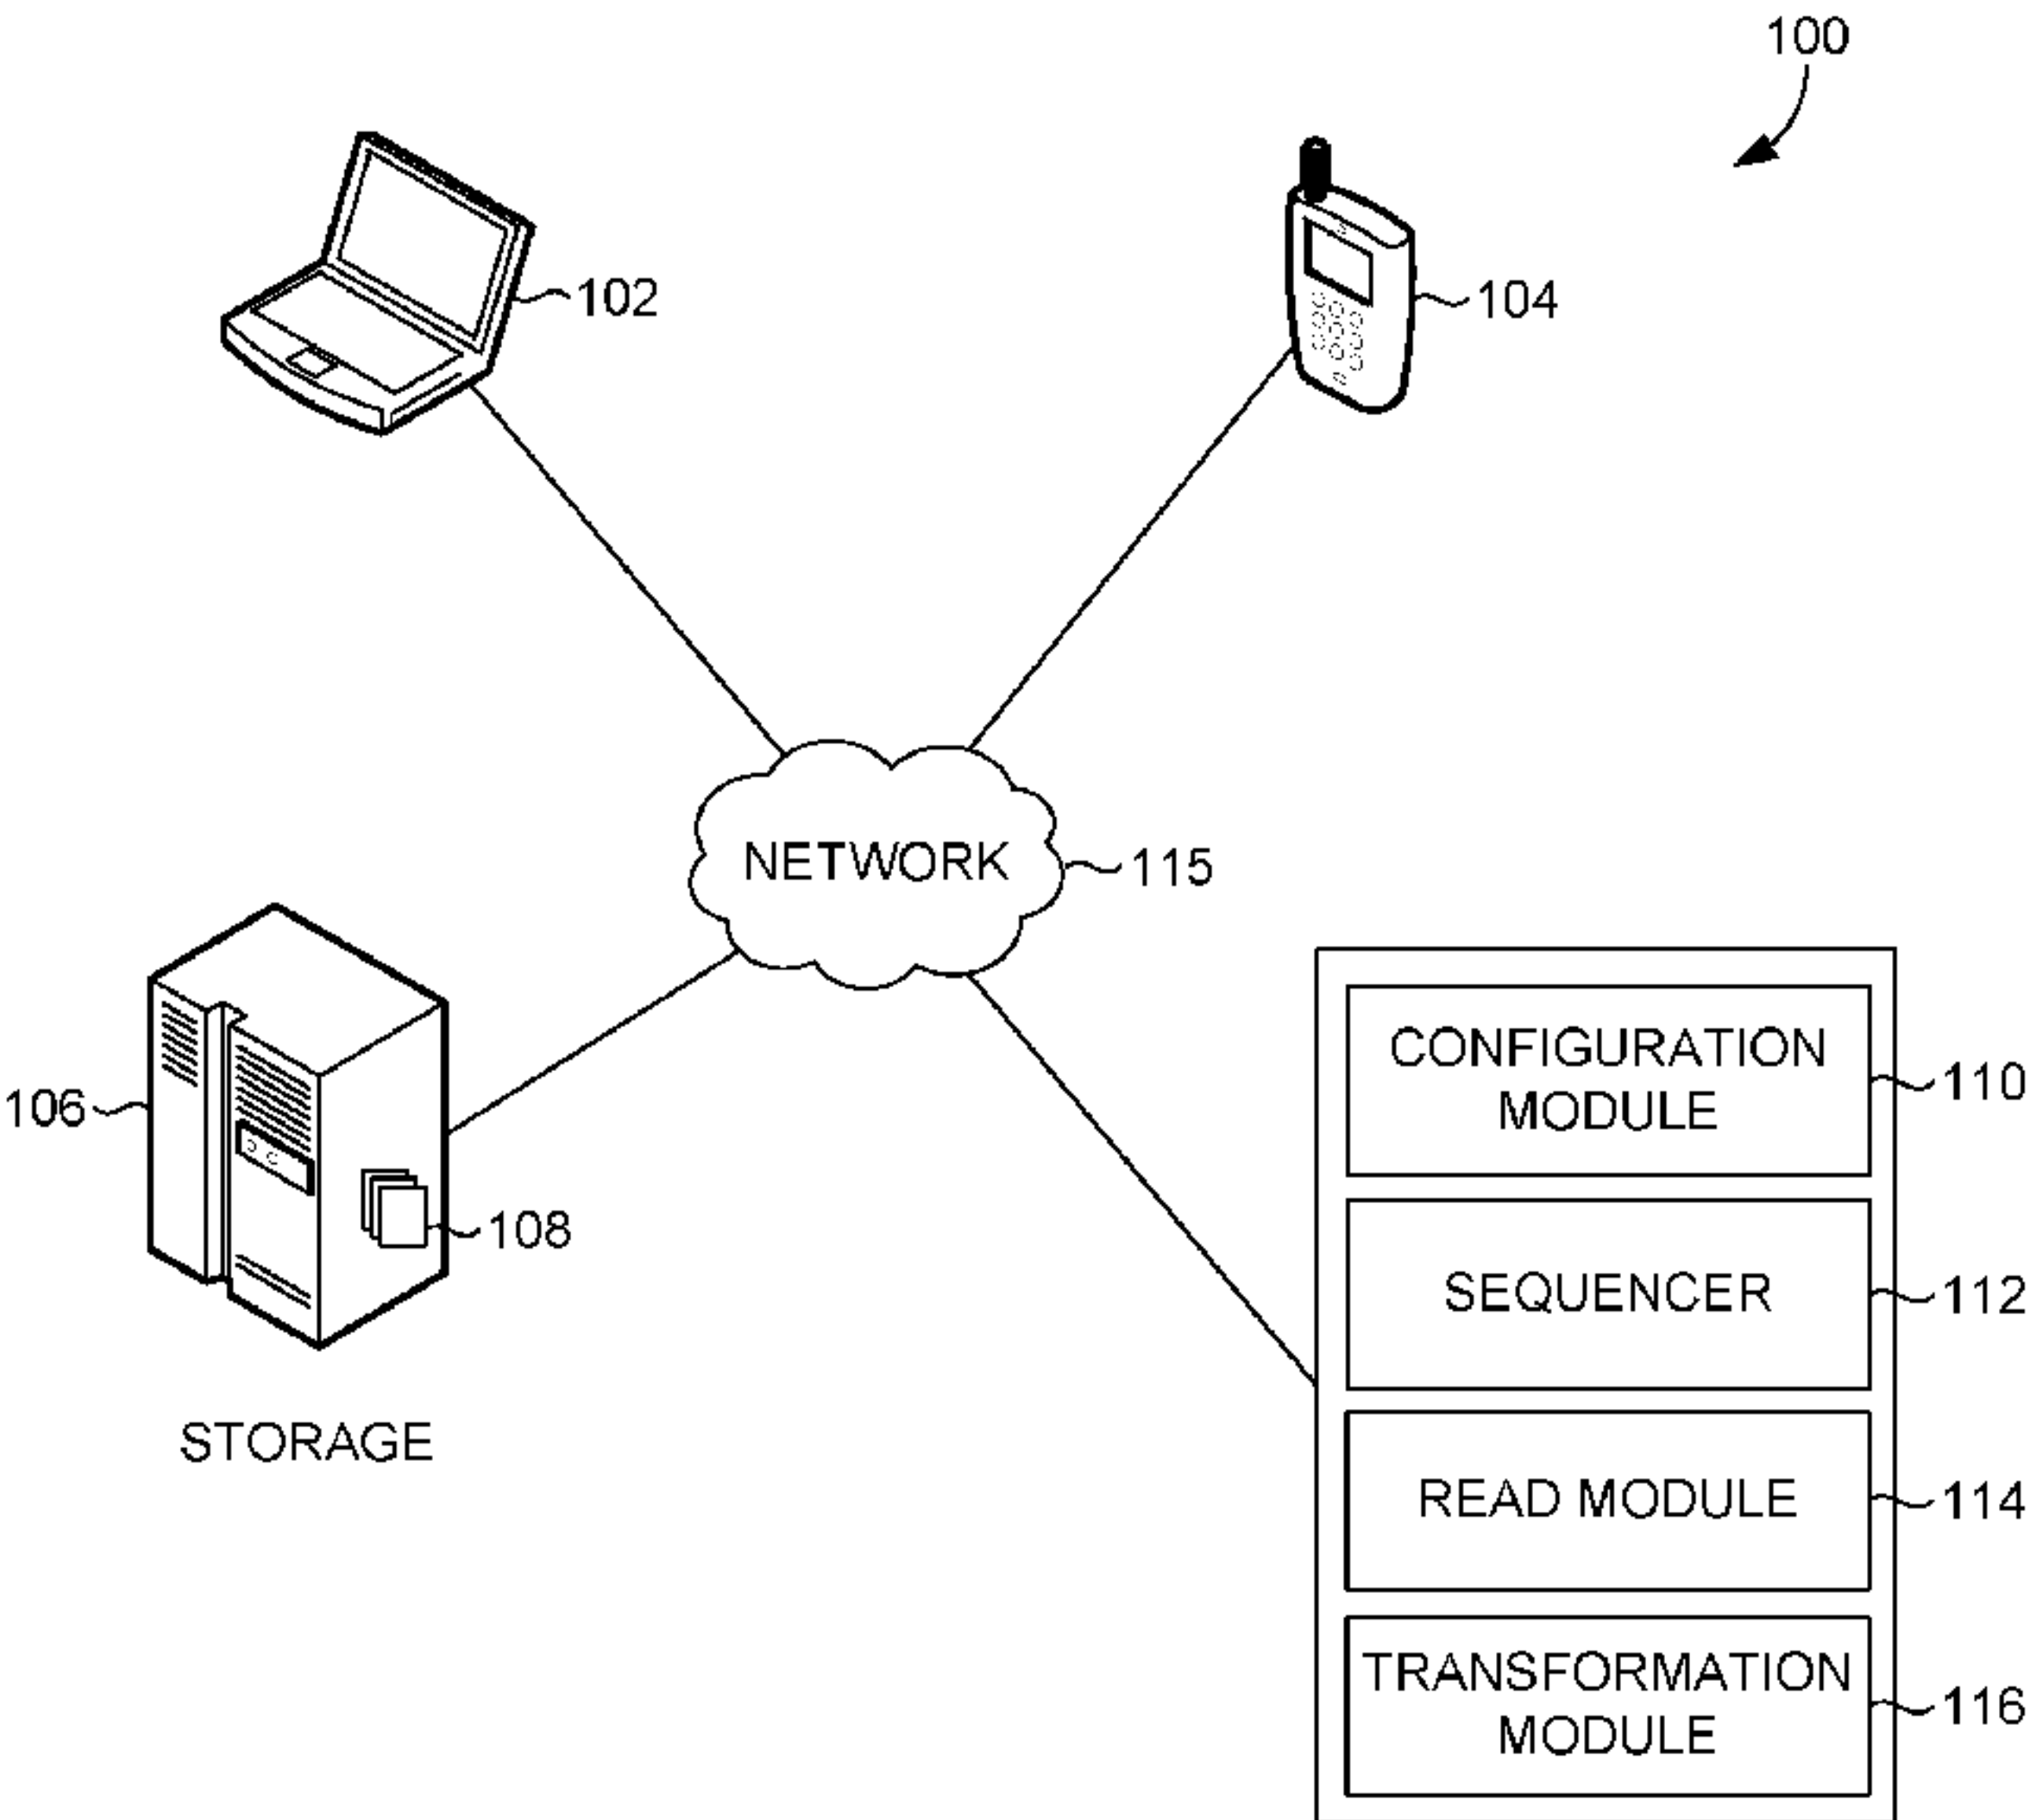 100
102
104
NETWORK
115
106
108
STORAGE
CONFIGURATION
MODULE
110
SEQUENCER
112
READ MODULE
114
TRANSFORMATION
MODULE
116